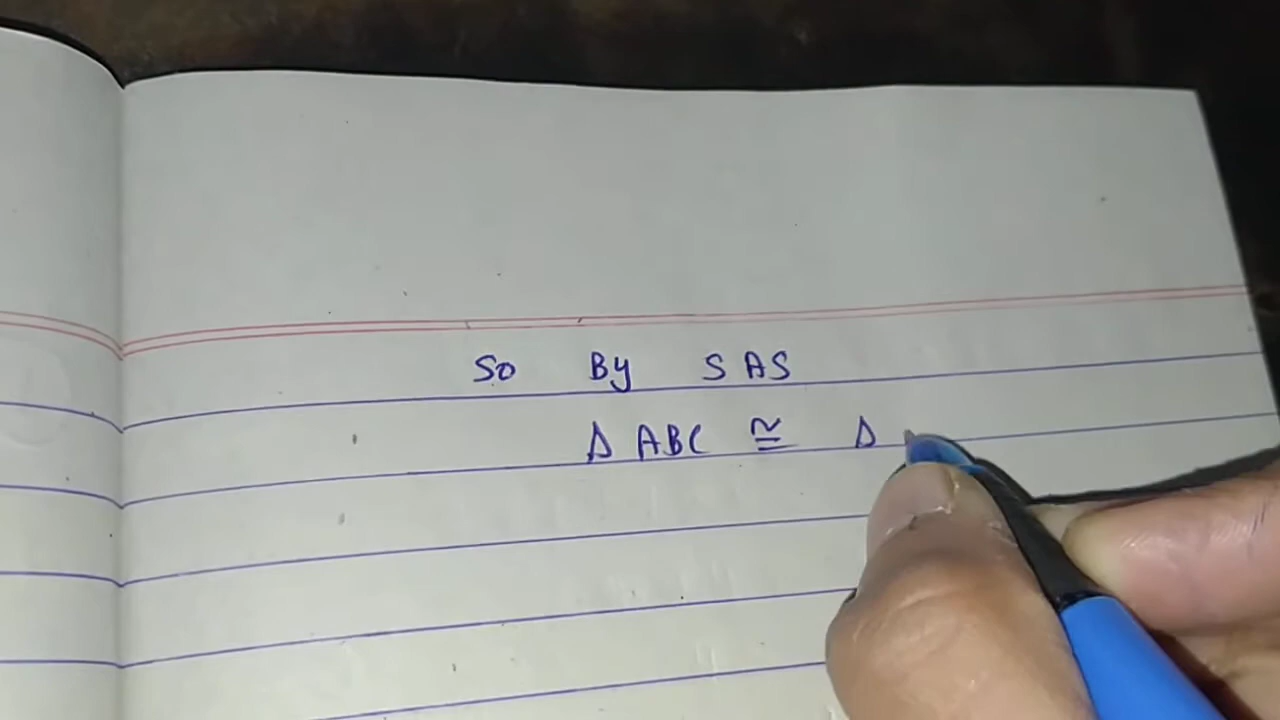 So By SAS
Δ ABC ≅ Δ